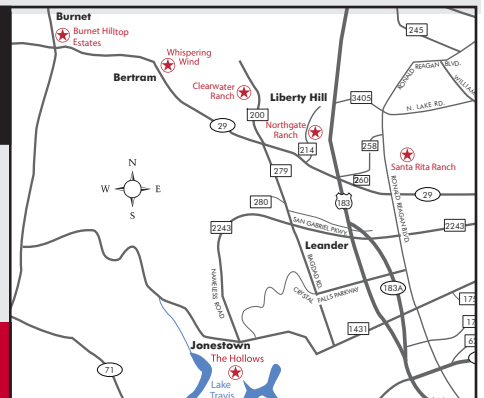 Burnet
Burnet Hilltop
Estates
245
Whispering
Wind
RONALD REAGAN BLVD.
Bertram
Clearwater
Ranch
Liberty Hill
3405
N. LAKE RD.
200
29
Northgate
Ranch
258
214
Santa Rita Ranch
279
260
N
W E
S
RONALD REAGAN BLVD.
29
280
183
SAN GABRIEL PKWY.
2243
2243
Leander
BAGDAD RD.
NAMELESS ROAD
CRYSTAL FALLS PARKWAY
183A
1431
Jonestown
The Hollows
71
Lake
Travis